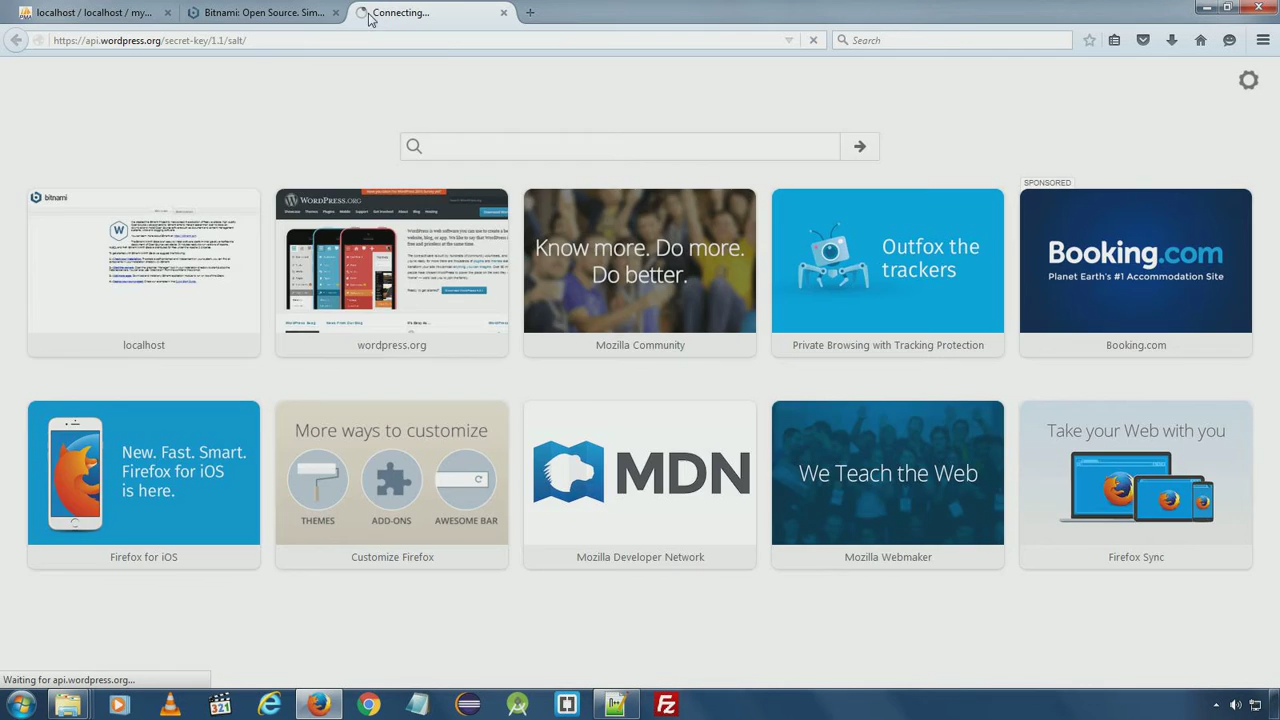 localhost / localhost / my...
Bitnami: Open Source. Sim...
Connecting...
https://api.wordpress.org/secret-key/1.1/salt/
Search
SPONSORED
bitnami
WORDPRESS.ORG
Know more. Do more.
Do better.
Outfox the
trackers
Booking.com
Planet Earth's #1 Accommodation Site
localhost
wordpress.org
Mozilla Community
Private Browsing with Tracking Protection
Booking.com
New. Fast. Smart.
Firefox for iOS
is here.
More ways to customize
THEMES
ADD-ONS
AWESOME BAR
MDN
We Teach the Web
Take your Web with you
Firefox for iOS
Customize Firefox
Mozilla Developer Network
Mozilla Webmaker
Firefox Sync
Waiting for api.wordpress.org...
321
Fz